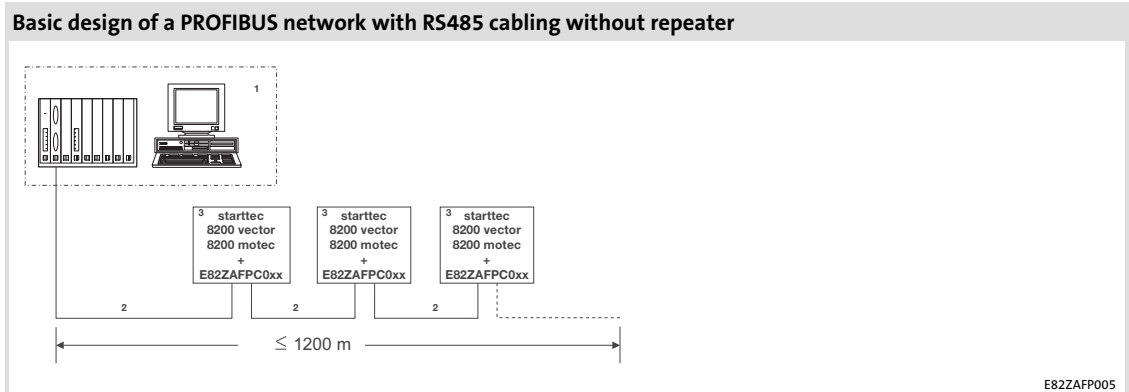 Basic design of a PROFIBUS network with RS485 cabling without repeater
1
3 starttec
8200 vector
8200 motec
+
E82ZAFPC0xx
3 starttec
8200 vector
8200 motec
+
E82ZAFPC0xx
3 starttec
8200 vector
8200 motec
+
E82ZAFPC0xx
2
2
2
≤ 1200 m
E82ZAFP005